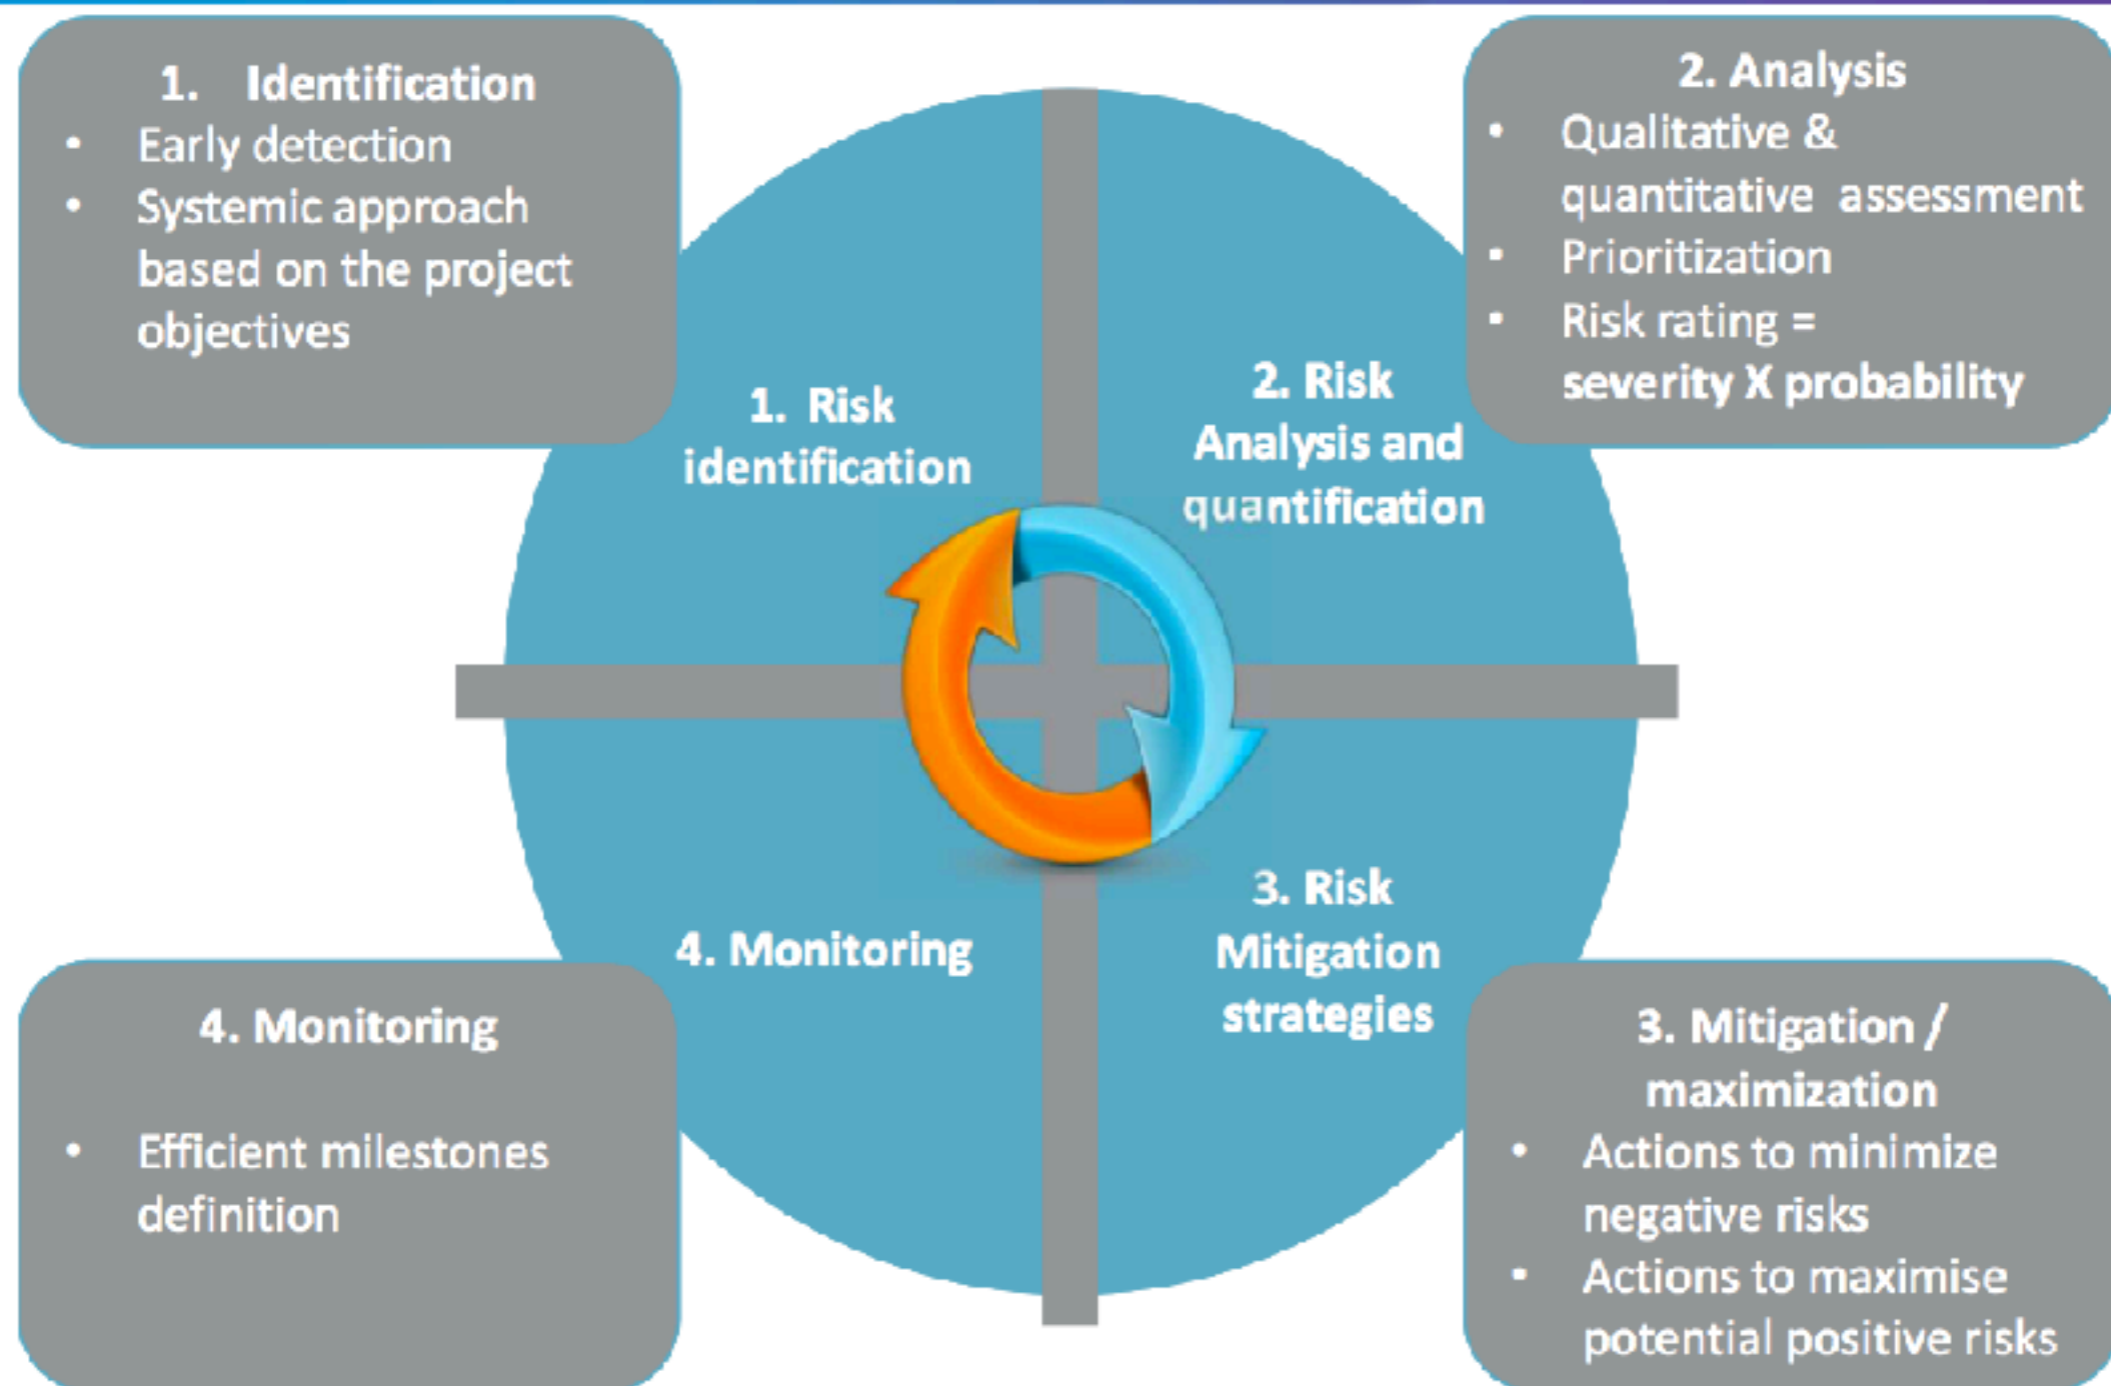 1. Identification
• Early detection
• Systemic approach
based on the project
objectives
2. Analysis
• Qualitative &
quantitative assessment
• Prioritization
• Risk rating =
severity X probability
1. Risk
identification
2. Risk
Analysis and
quantification
3. Risk
Mitigation
strategies
4. Monitoring
4. Monitoring
• Efficient milestones
definition
3. Mitigation /
maximization
• Actions to minimize
negative risks
• Actions to maximise
potential positive risks